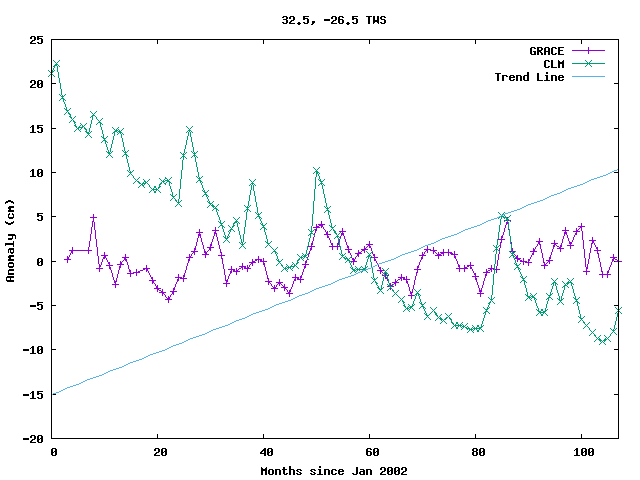 32.5, -26.5 TWS
GRACE
CLM
Trend Line
Anomaly (cm)
25
20
15
10
5
0
-5
-10
-15
-20
0 20 40 60 80 100
Months since Jan 2002